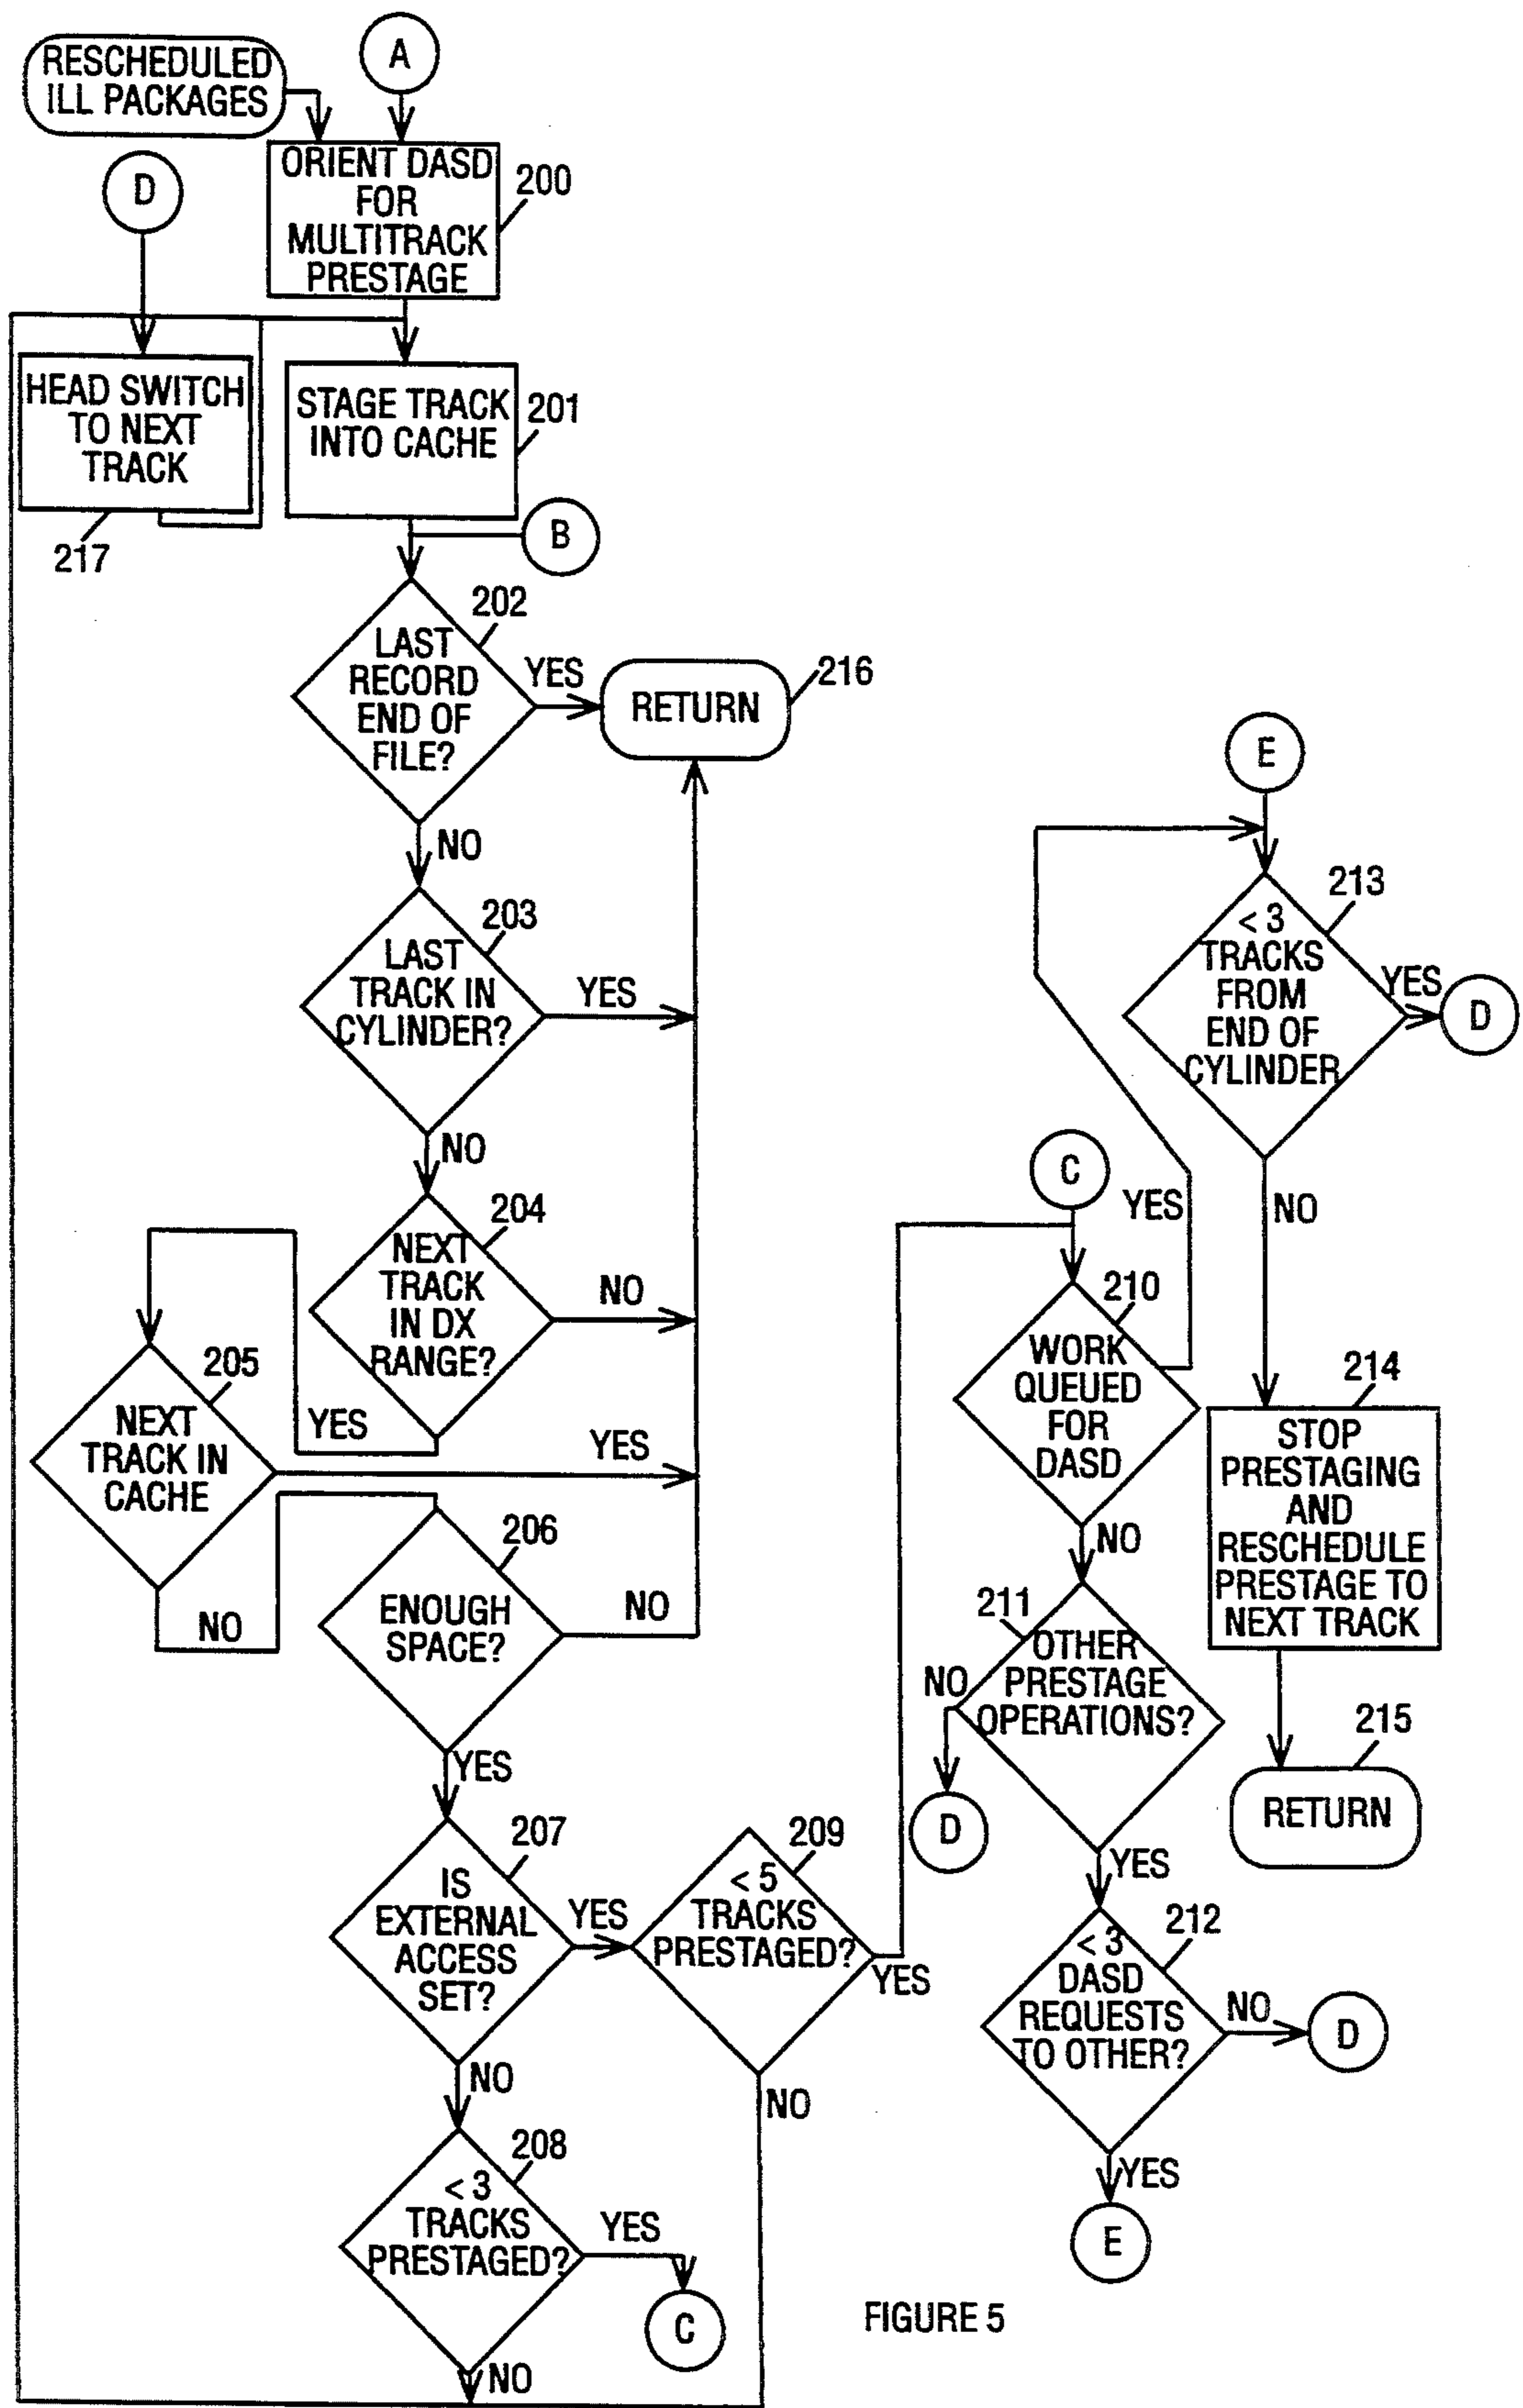 RESCHEDULED
ILL PACKAGES
A
D
ORIENT DASD
FOR
MULTITRACK
PRESTAGE
200
HEAD SWITCH
TO NEXT
TRACK
217
STAGE TRACK
INTO CACHE
201
B
202
LAST
RECORD
END OF
FILE?
YES
RETURN
216
NO
203
LAST
TRACK IN
CYLINDER?
YES
NO
204
NEXT
TRACK
IN DX
RANGE?
NO
YES
205
NEXT
TRACK IN
CACHE
YES
NO
206
ENOUGH
SPACE?
NO
YES
207
IS
EXTERNAL
ACCESS
SET?
YES
NO
208
< 3
TRACKS
PRESTAGED?
YES
C
NO
209
< 5
TRACKS
PRESTAGED?
YES
NO
C
210
WORK
QUEUED
FOR
DASD
YES
NO
211
OTHER
PRESTAGE
OPERATIONS?
NO
D
YES
212
< 3
DASD
REQUESTS
TO OTHER?
NO
D
YES
E
E
213
< 3
TRACKS
FROM
END OF
CYLINDER
YES
D
NO
214
STOP
PRESTAGING
AND
RESCHEDULE
PRESTAGE TO
NEXT TRACK
215
RETURN
FIGURE 5